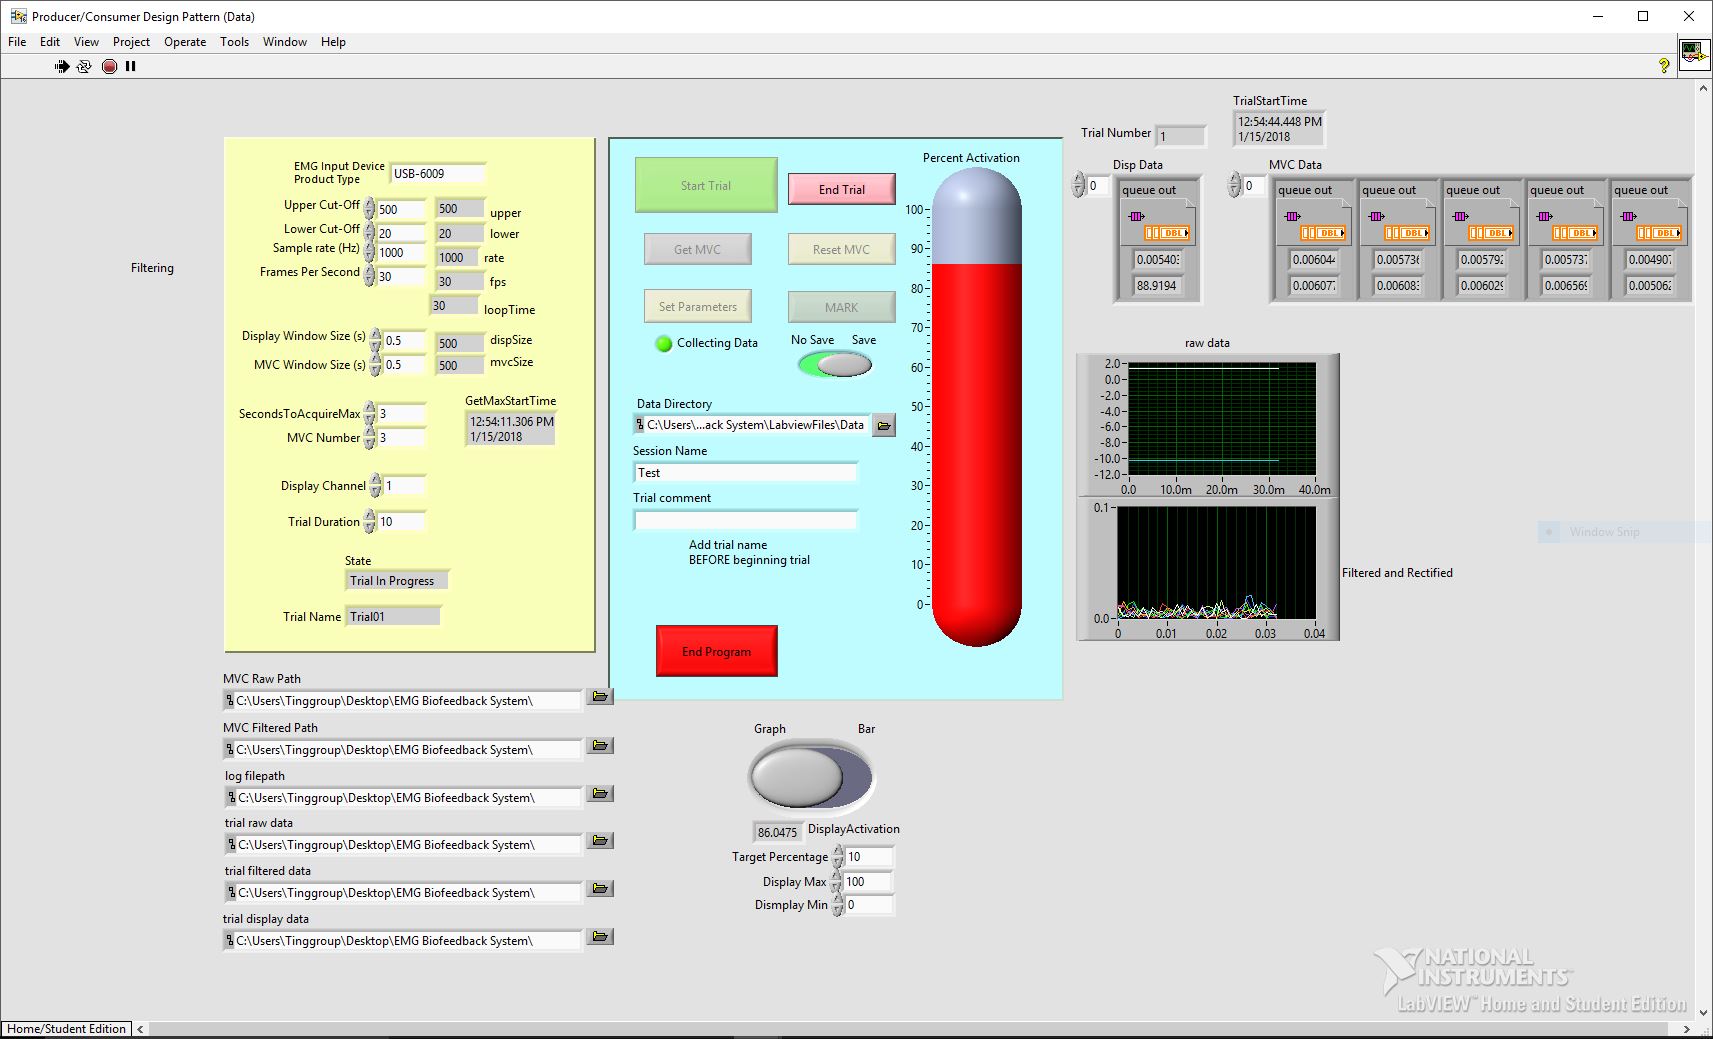 Producer/Consumer Design Pattern (Data)
File Edit View Project Operate Tools Window Help
Filtering
EMG Input Device
Product Type
USB-6009
Upper Cut-Off 500 500 upper
Lower Cut-Off 20 20 lower
Sample rate (Hz) 1000 1000 rate
Frames Per Second 30 30 fps
30 loopTime
Display Window Size (s) 0.5 500 dispSize
MVC Window Size (s) 0.5 500 mvcSize
SecondsToAcquireMax 3
MVC Number 3
GetMaxStartTime
12:54:11.306 PM
1/15/2018
Display Channel 1
Trial Duration 10
State
Trial In Progress
Trial Name Trial01
MVC Raw Path
C:\Users\Tinggroup\Desktop\EMG Biofeedback System\
MVC Filtered Path
C:\Users\Tinggroup\Desktop\EMG Biofeedback System\
log filepath
C:\Users\Tinggroup\Desktop\EMG Biofeedback System\
trial raw data
C:\Users\Tinggroup\Desktop\EMG Biofeedback System\
trial filtered data
C:\Users\Tinggroup\Desktop\EMG Biofeedback System\
trial display data
C:\Users\Tinggroup\Desktop\EMG Biofeedback System\
Start Trial End Trial
Get MVC Reset MVC
Set Parameters MARK
Collecting Data
No Save Save
Data Directory
C:\Users\...ack System\LabviewFiles\Data
Session Name
Test
Trial comment
Add trial name
BEFORE beginning trial
End Program
Percent Activation
100
90
80
70
60
50
40
30
20
10
0
Graph Bar
86.0475 DisplayActivation
Target Percentage 10
Display Max 100
Dismplay Min 0
Trial Number 1
TrialStartTime
12:54:44.448 PM
1/15/2018
Disp Data
0
queue out
DBL
0.00540
88.9194
MVC Data
0
queue out queue out queue out queue out queue out
DBL DBL DBL DBL DBL
0.00604 0.00573 0.00579 0.00573 0.00490
0.00607 0.00608 0.00602 0.00656 0.00506
raw data
2.0
0.0
-2.0
-4.0
-6.0
-8.0
-10.0
-12.0
0.0 10.0m 20.0m 30.0m 40.0m
0.1
0.0
0 0.01 0.02 0.03 0.04
Filtered and Rectified
Window Snip
NATIONAL
INSTRUMENTS
LabVIEW™ Home and Student Edition
Home/Student Edition